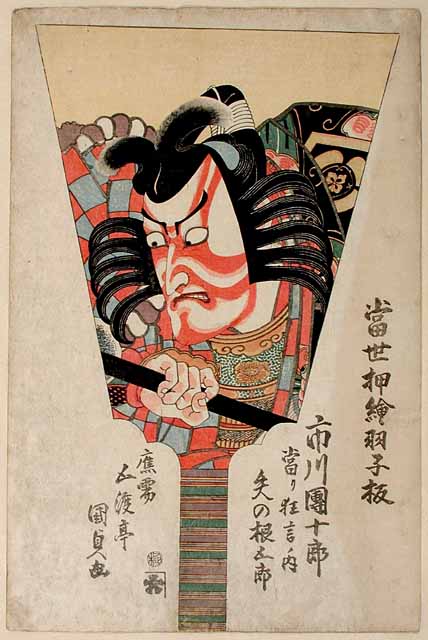 當世押繪羽子板
市川團十郎
當り狂言ノ内
矢の根五郎
應需
五渡亭
國貞画